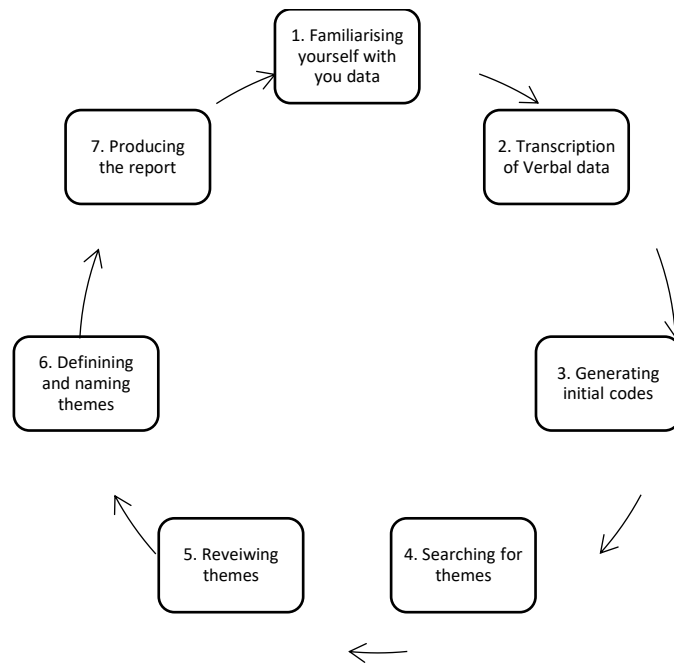 1. Familiarising
yourself with
you data
2. Transcription
of Verbal data
3. Generating
initial codes
4. Searching for
themes
5. Reveiwing
themes
6. Definining
and naming
themes
7. Producing
the report